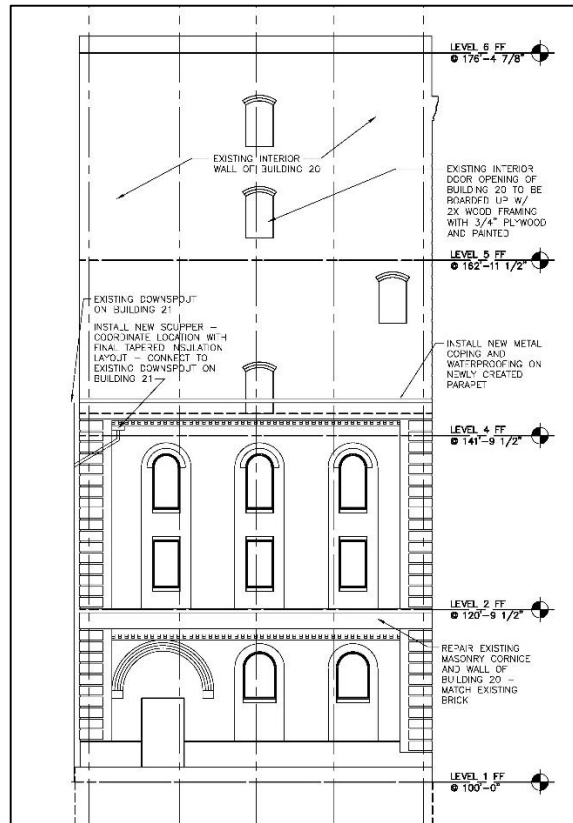 LEVEL 6 FF
@ 176'-4 7/8"
EXISTING INTERIOR
WALL OF BUILDING 20
EXISTING INTERIOR
DOOR OPENING OF
BUILDING 20 TO BE
BOARDED UP W/
2X WOOD FRAMING
WITH 3/4" PLYWOOD
AND PAINTED
LEVEL 5 FF
@ 162'-11 1/2"
EXISTING DOWNSPOUT
ON BUILDING 21
INSTALL NEW SCUPPER –
COORDINATE LOCATION WITH
FINAL TAPERED INSULATION
LAYOUT – CONNECT TO
EXISTING DOWNSPOUT ON
BUILDING 21
INSTALL NEW METAL
COPING AND
WATERPROOFING ON
NEWLY CREATED
PARAPET
LEVEL 4 FF
@ 141'-9 1/2"
LEVEL 2 FF
@ 120'-9 1/2"
REPAIR EXISTING
MASONRY CORNICE
AND WALL OF
BUILDING 20 –
MATCH EXISTING
BRICK
LEVEL 1 FF
@ 100'-0"